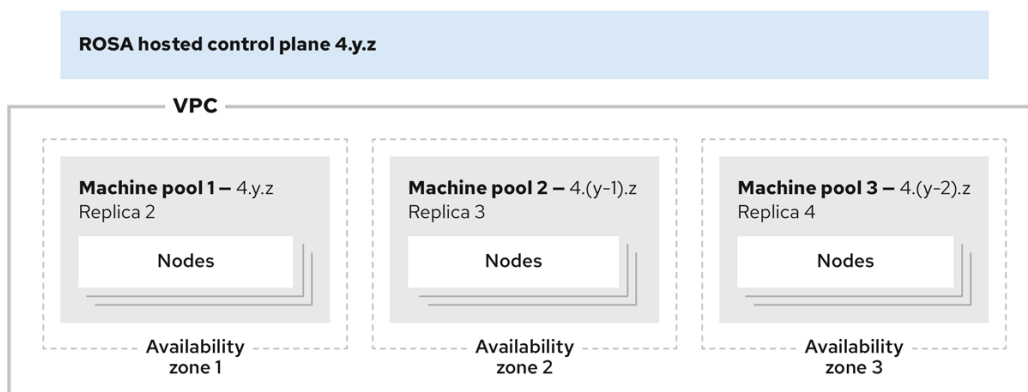 ROSA hosted control plane 4.y.z
VPC
Machine pool 1 – 4.y.z
Replica 2
Nodes
Availability
zone 1
Machine pool 2 – 4.(y-1).z
Replica 3
Nodes
Availability
zone 2
Machine pool 3 – 4.(y-2).z
Replica 4
Nodes
Availability
zone 3